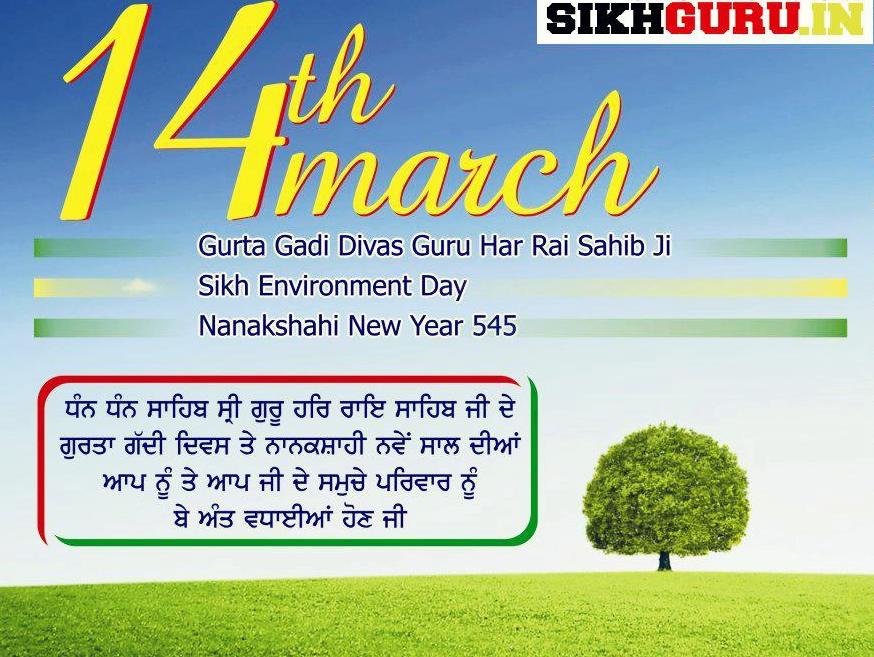 SIKHGURU.IN
14th
march
Gurta Gadi Divas Guru Har Rai Sahib Ji
Sikh Environment Day
Nanakshahi New Year 545
ਧੰਨ ਧੰਨ ਸਾਹਿਬ ਸ੍ਰੀ ਗੁਰੂ ਹਰਿ ਰਾਇ ਸਾਹਿਬ ਜੀ ਦੇ
ਗੁਰਤਾ ਗੱਦੀ ਦਿਵਸ ਤੇ ਨਾਨਕਸ਼ਾਹੀ ਨਵੇਂ ਸਾਲ ਦੀਆਂ
ਆਪ ਨੂੰ ਤੇ ਆਪ ਜੀ ਦੇ ਸਮੁਚੇ ਪਰਿਵਾਰ ਨੂੰ
ਬੇ ਅੰਤ ਵਧਾਈਆਂ ਹੋਣ ਜੀ